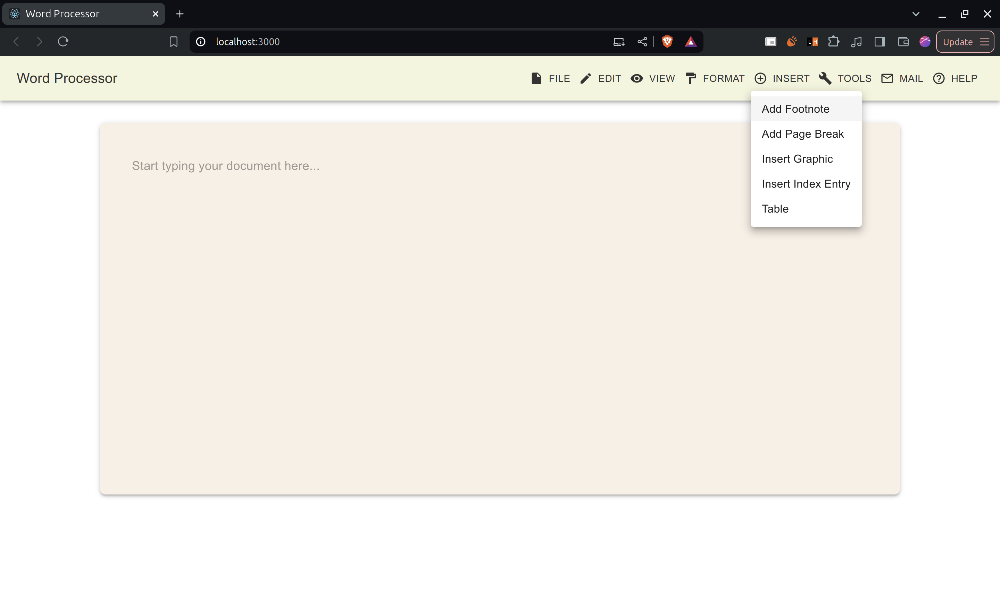 Word Processor
localhost:3000
L.H
Update
Word Processor
FILE EDIT VIEW FORMAT INSERT TOOLS MAIL HELP
Add Footnote
Add Page Break
Insert Graphic
Insert Index Entry
Table
Start typing your document here...